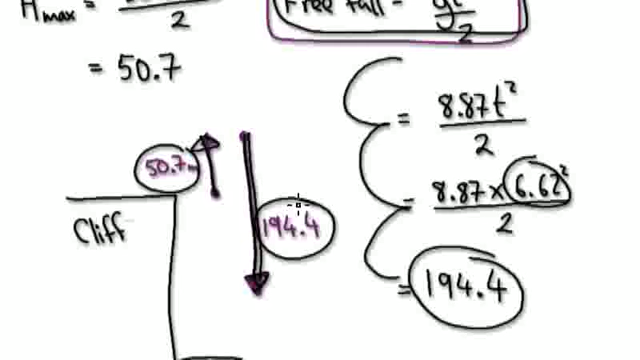 Hmax = 2
= 50.7
Free fall = gt²
2
= 8.87t²
2
= 8.87 x 6.62²
2
= 194.4
50.7m
194.4
Cliff